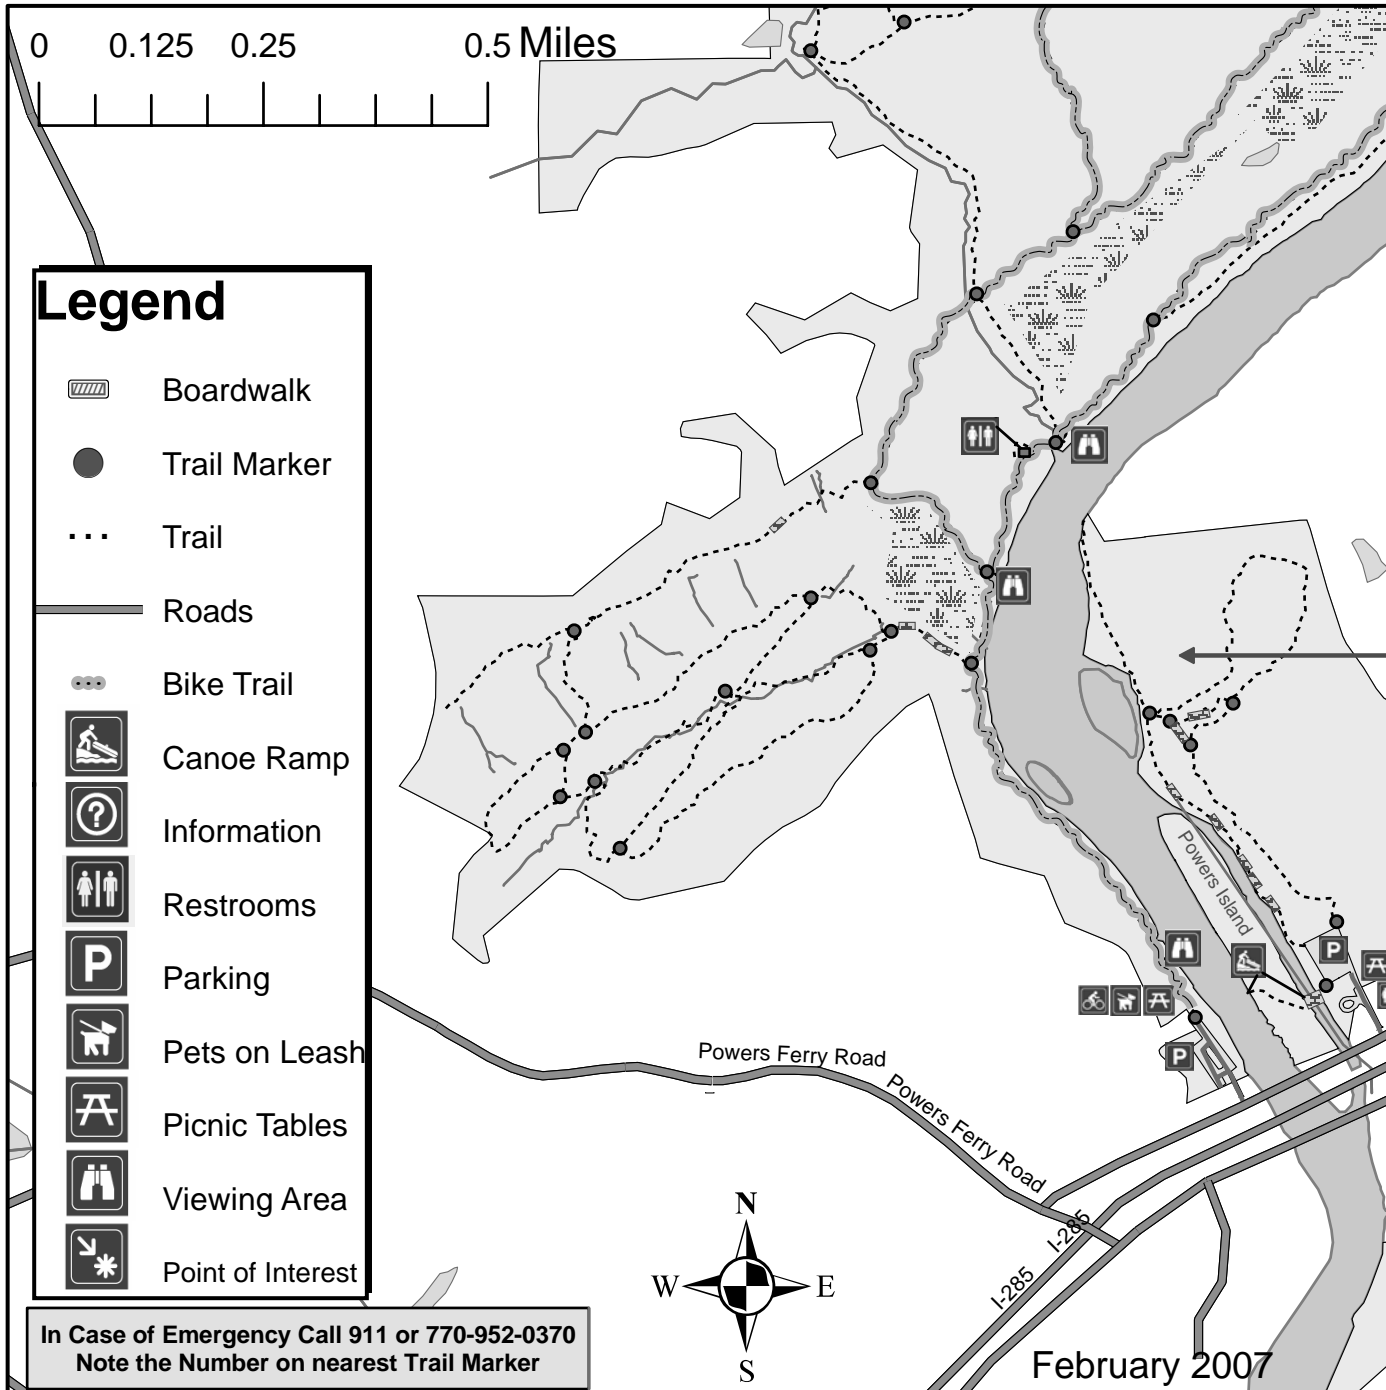 0 0.125 0.25 0.5 Miles
Legend
Boardwalk
Trail Marker
Trail
Roads
Bike Trail
Canoe Ramp
? Information
Restrooms
P Parking
Pets on Leash
Picnic Tables
Viewing Area
Point of Interest
Powers Island
P
P
Powers Ferry Road
Powers Ferry Road
I-285
I-285
N
W E
S
In Case of Emergency Call 911 or 770-952-0370
Note the Number on nearest Trail Marker
February 2007